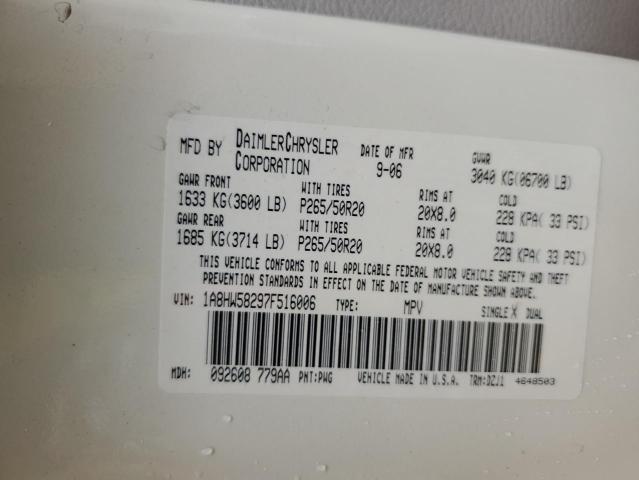 MFD BY DAIMLERCHRYSLER CORPORATION DATE OF MFR 9-06 GVWR 3040 KG(06700 LB)
GAWR FRONT WITH TIRES RIMS AT COLD
1633 KG(3600 LB) P265/50R20 20X8.0 228 KPA( 33 PSI)
GAWR REAR WITH TIRES RIMS AT COLD
1685 KG(3714 LB) P265/50R20 20X8.0 228 KPA( 33 PSI)
THIS VEHICLE CONFORMS TO ALL APPLICABLE FEDERAL MOTOR VEHICLE SAFETY AND THEFT
PREVENTION STANDARDS IN EFFECT ON THE DATE OF MANUFACTURE SHOWN ABOVE.
VIN: 1A8HW58297F516006 TYPE: MPV SINGLE X DUAL
MDH: 092608 779AA PNT:PWG VEHICLE MADE IN U.S.A. TRM:DZJ1 4648503